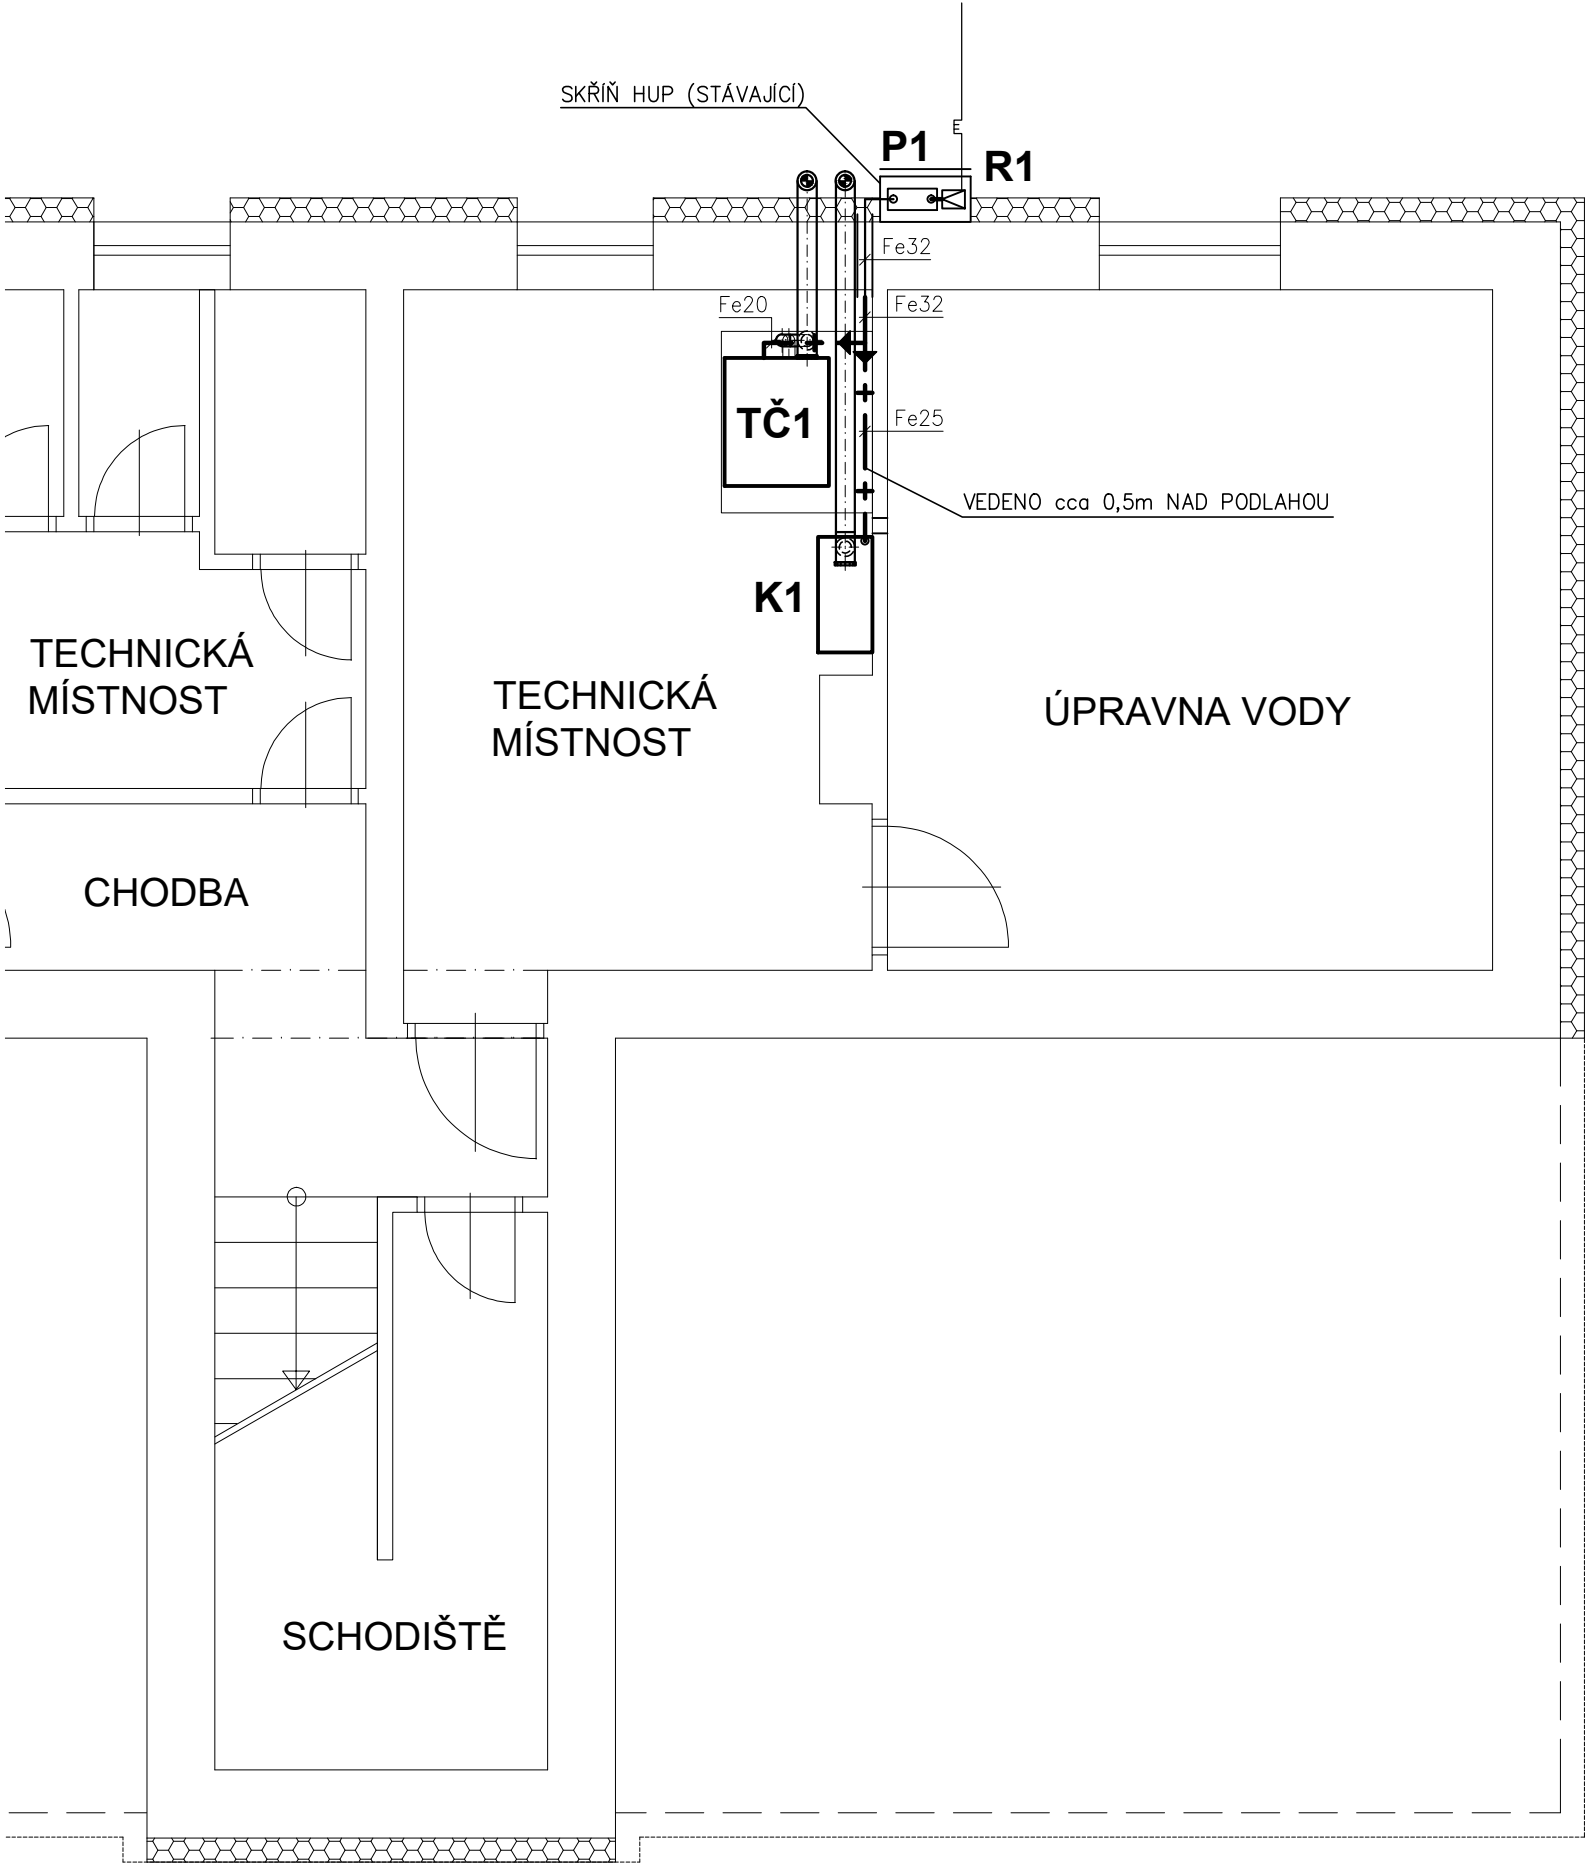 SKŘÍŇ HUP (STÁVAJÍCÍ)
P1
R1
Fe32
Fe20
Fe32
TČ1
Fe25
VEDENO cca 0,5m NAD PODLAHOU
K1
TECHNICKÁ
MÍSTNOST
TECHNICKÁ
MÍSTNOST
ÚPRAVNA VODY
CHODBA
SCHODIŠTĚ